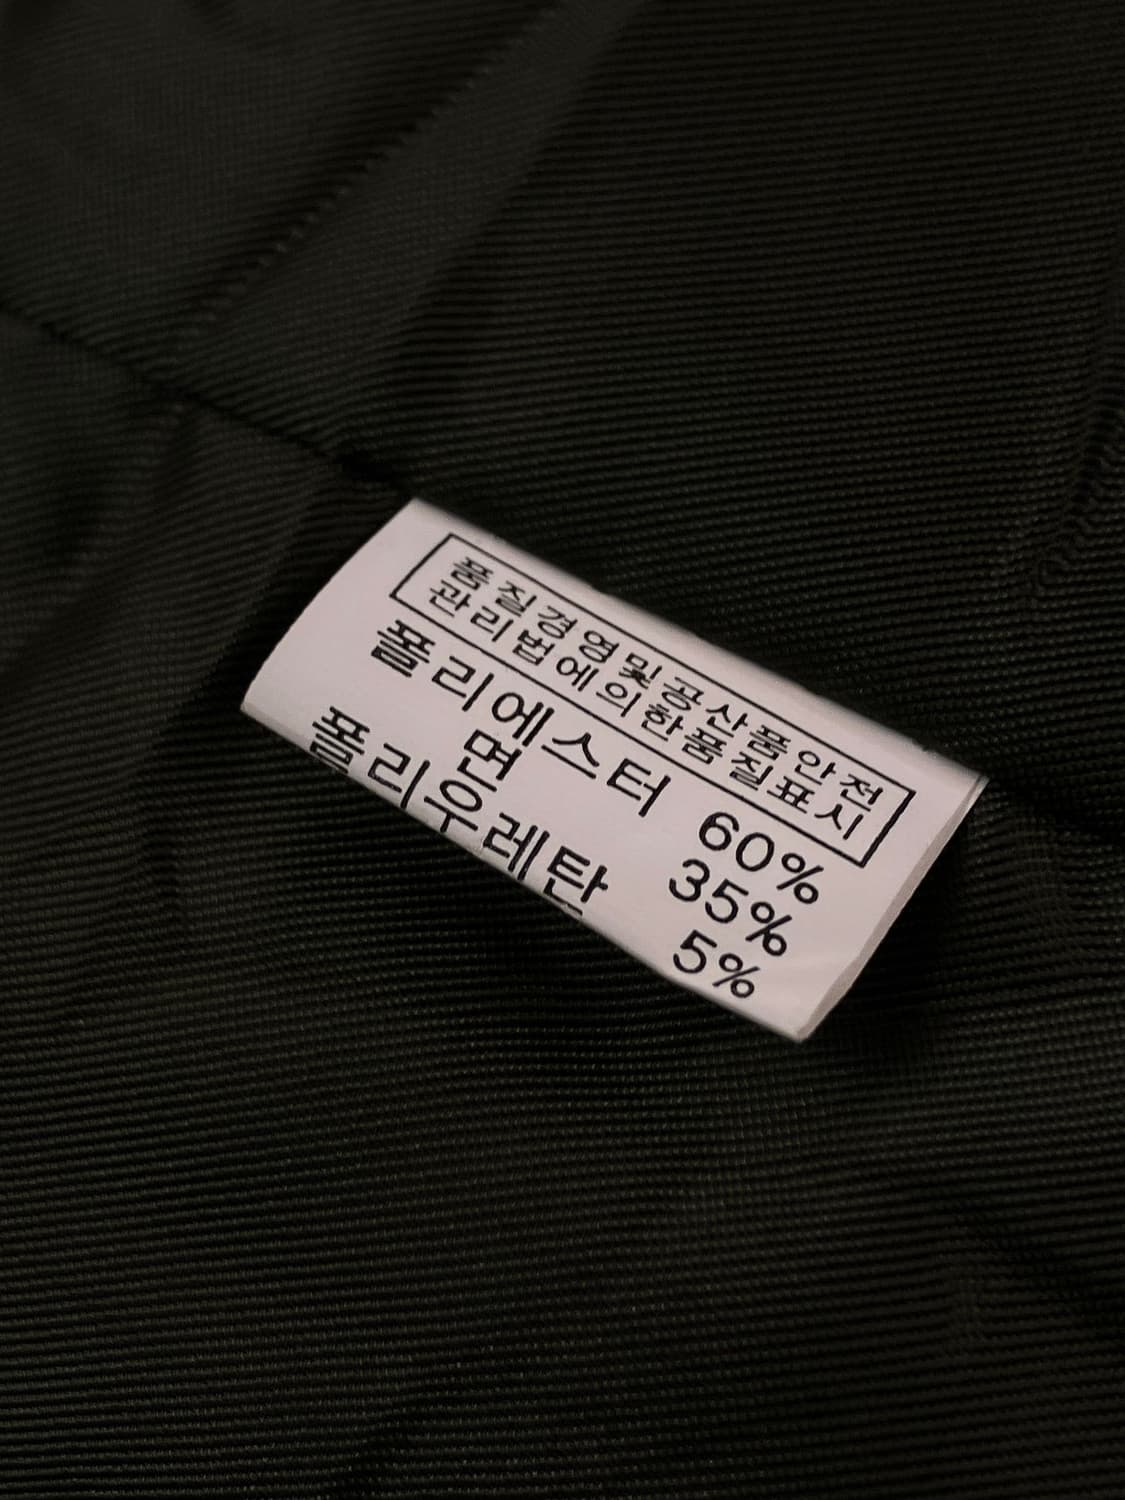 품질경영및공산품안전
관리법에의한품질표시
폴리에스터 60%
면 35%
폴리우레탄 5%